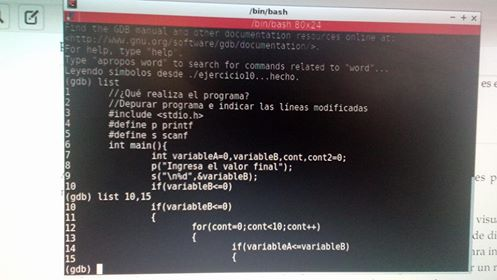 /bin/bash
/bin/bash 80x24
Find the GDB manual and other documentation resources online at:
<http://www.gnu.org/software/gdb/documentation/>.
For help, type "help".
Type "apropos word" to search for commands related to "word"...
Leyendo símbolos desde ./ejercicio10...hecho.
(gdb) list
1 //¿Qué realiza el programa?
2 //Depurar programa e indicar las líneas modificadas
3 #include <stdio.h>
4 #define p printf
5 #define s scanf
6 int main(){
7 int variableA=0,variableB,cont,cont2=0;
8 p("Ingresa el valor final");
9 s("\n%d",&variableB);
10 if(variableB<=0)
(gdb) list 10,15
10 if(variableB<=0)
11 {
12 for(cont=0;cont<10;cont++)
13 {
14 if(variableA<=variableB)
15 {
(gdb)